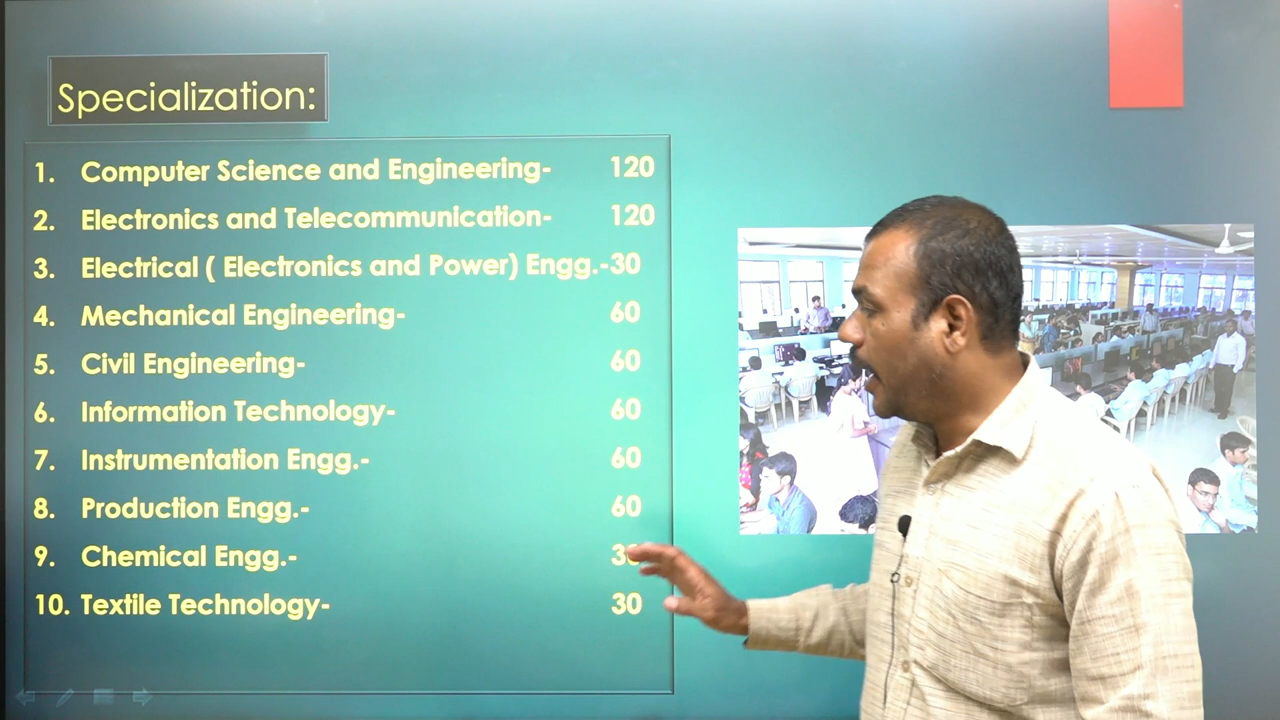 Specialization:
1. Computer Science and Engineering- 120
2. Electronics and Telecommunication- 120
3. Electrical ( Electronics and Power) Engg.-30
4. Mechanical Engineering- 60
5. Civil Engineering- 60
6. Information Technology- 60
7. Instrumentation Engg.- 60
8. Production Engg.- 60
9. Chemical Engg.-
10. Textile Technology- 30